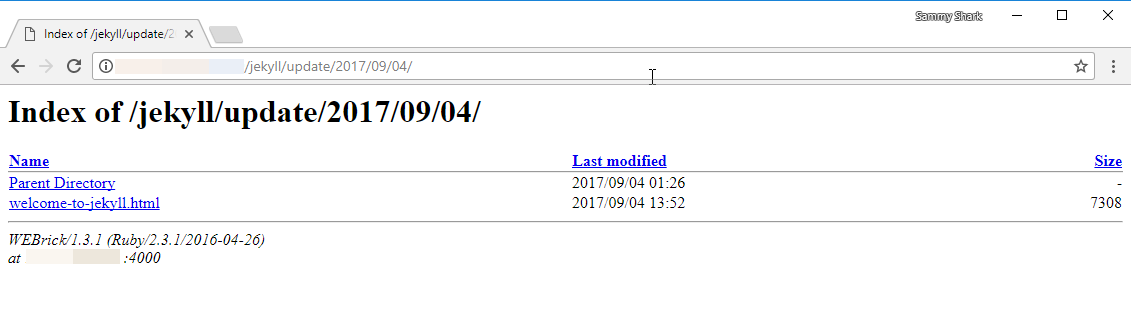 Sammy Shark
Index of /jekyll/update/2
/jekyll/update/2017/09/04/
Index of /jekyll/update/2017/09/04/
Name Last modified Size
Parent Directory 2017/09/04 01:26 -
welcome-to-jekyll.html 2017/09/04 13:52 7308
WEBrick/1.3.1 (Ruby/2.3.1/2016-04-26)
at :4000